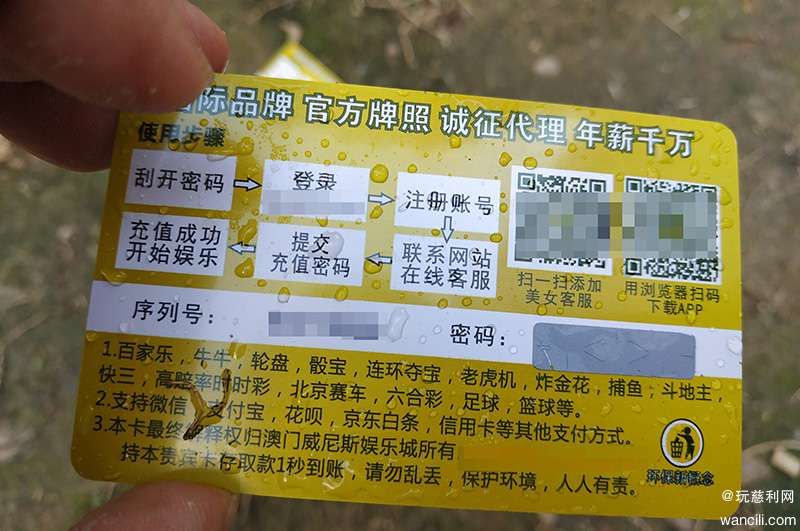 际品牌 官方牌照 诚征代理 年薪千万
使用步骤
刮开密码
登录
注册账号
充值成功
开始娱乐
提交
充值密码
联系网站
在线客服
扫一扫添加
美女客服
用浏览器扫码
下载APP
序列号：
密码：
1.百家乐，牛牛，轮盘，骰宝，连环夺宝，老虎机，炸金花，捕鱼，斗地主，
快三，高赔率时时彩，北京赛车，六合彩，足球，篮球等。
2.支持微信，支付宝，花呗，京东白条，信用卡等其他支付方式。
3.本卡最终解释权归澳门威尼斯娱乐城所有
持本贵宾卡存取款1秒到账，请勿乱丢，保护环境，人人有责。
环保新概念
@玩慈利网
wancili.com